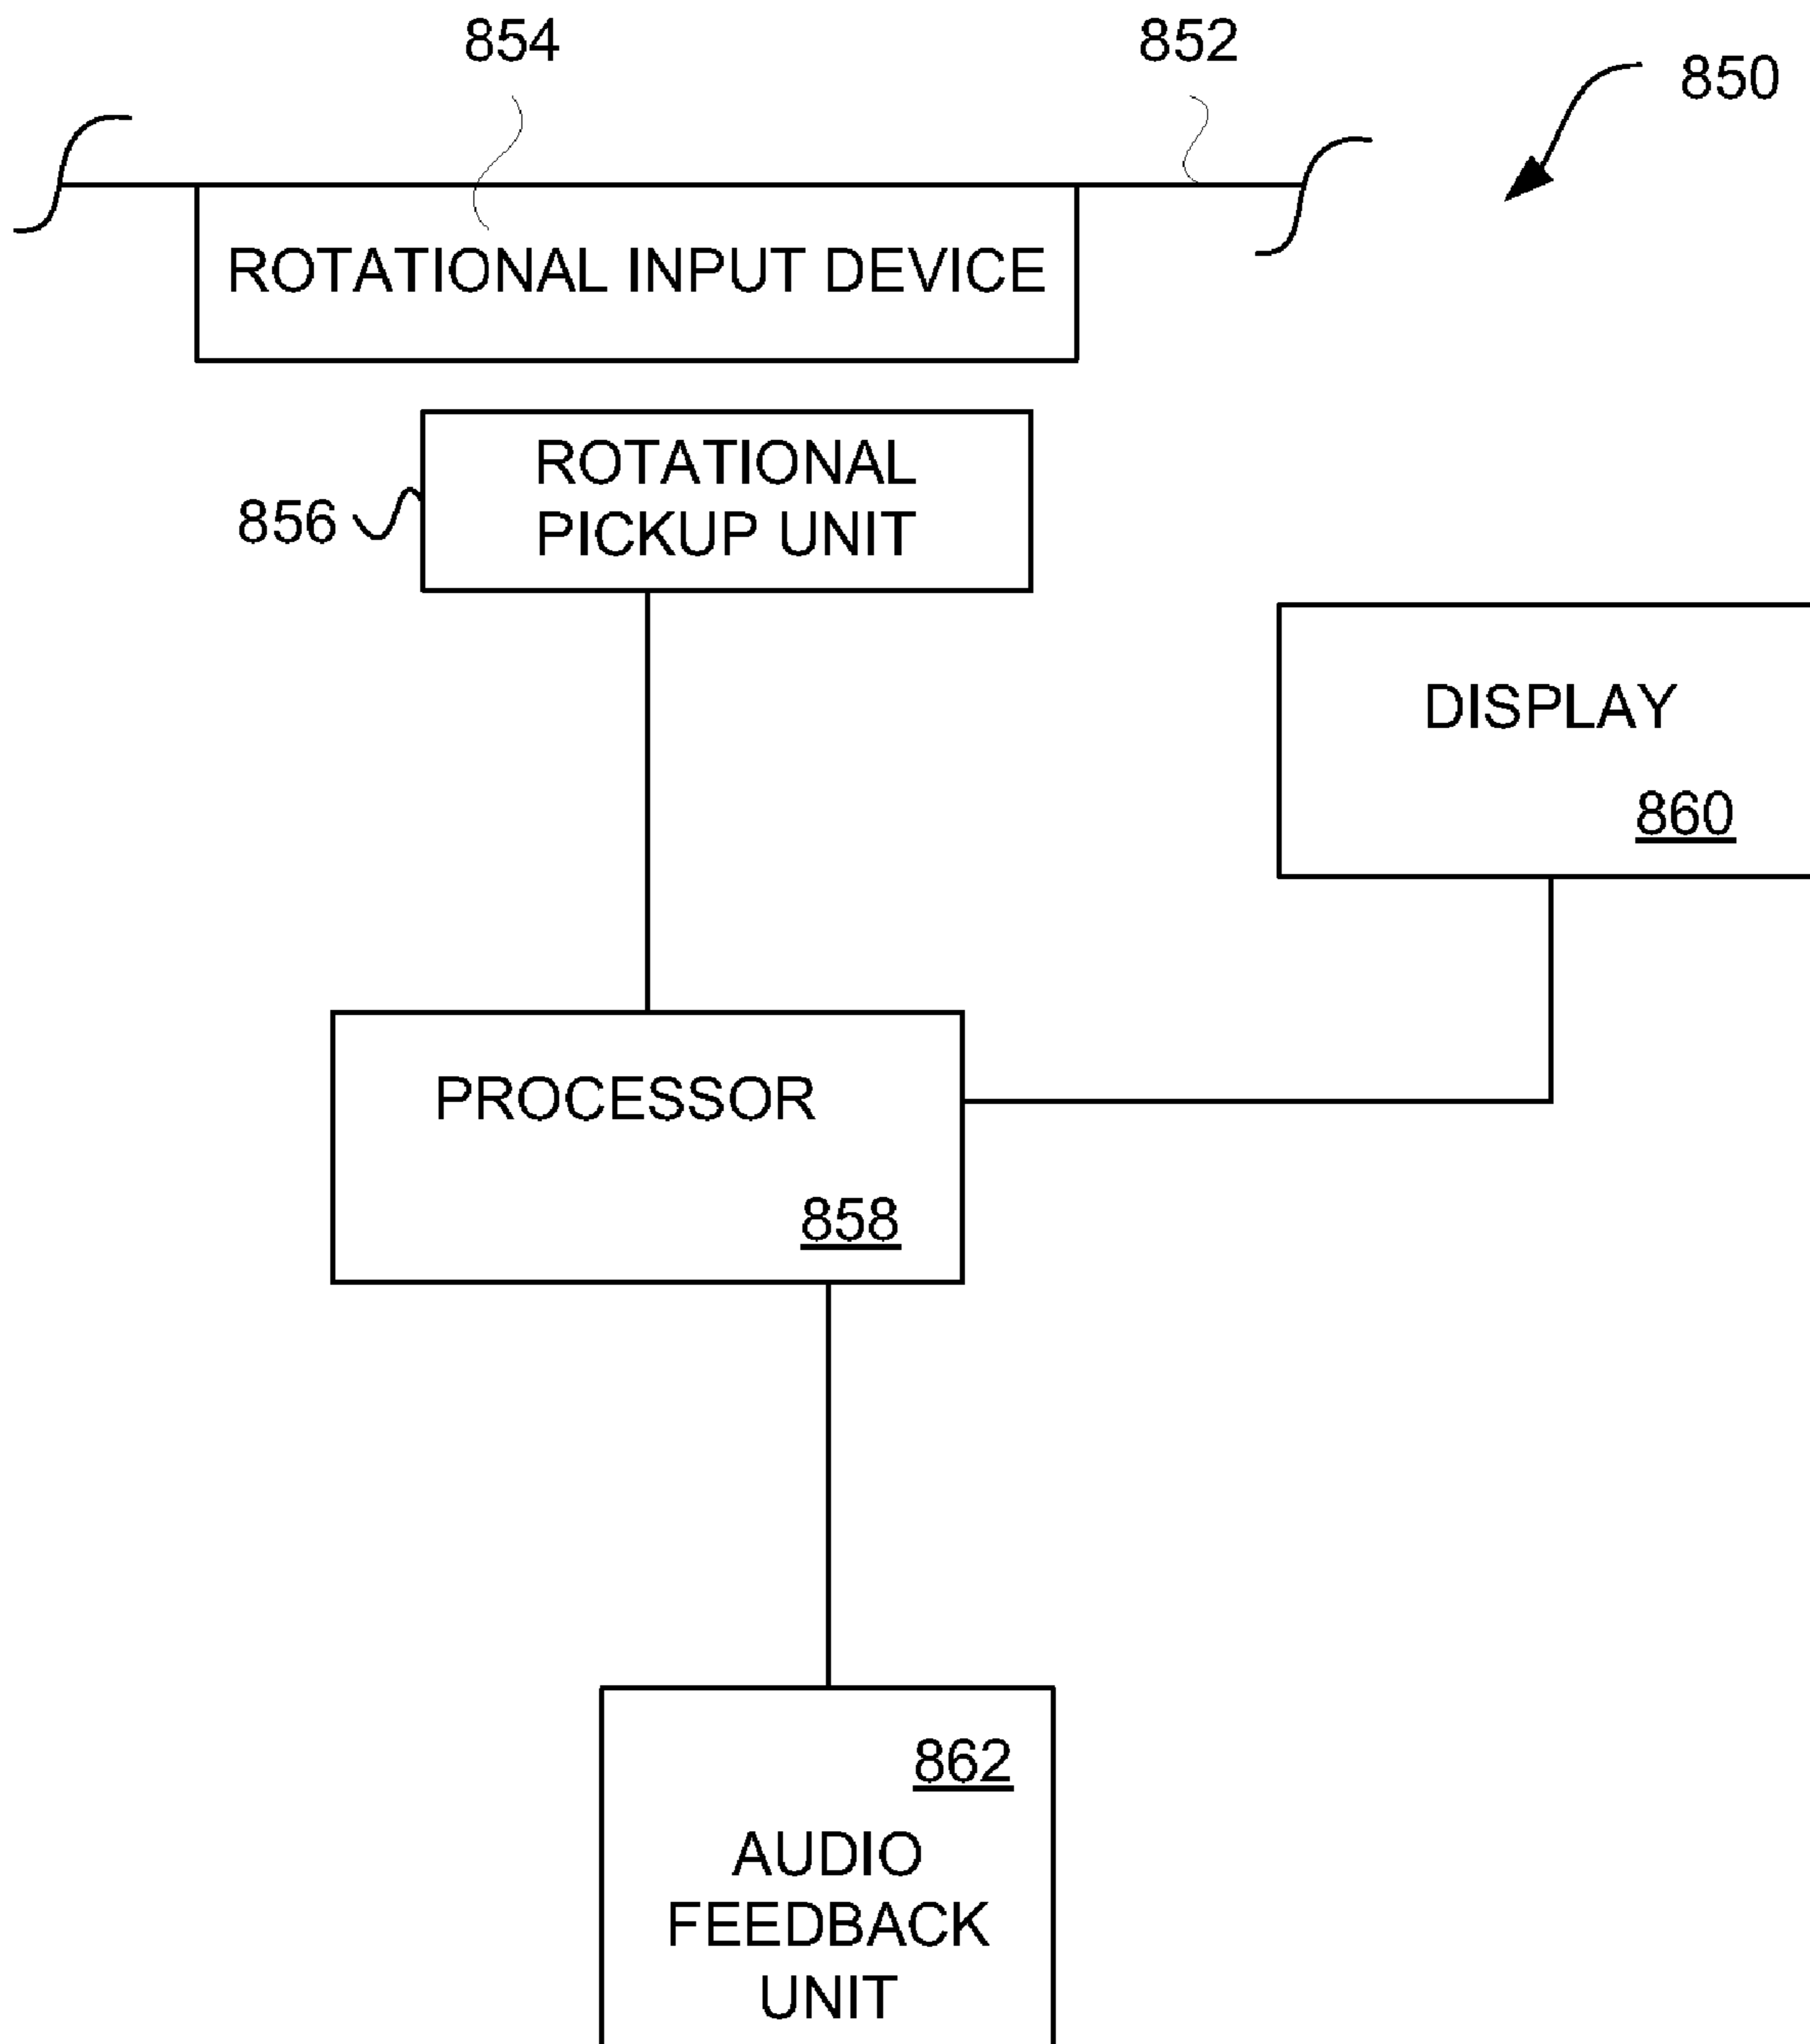 854
852
850
ROTATIONAL INPUT DEVICE
856
ROTATIONAL
PICKUP UNIT
DISPLAY
860
PROCESSOR
858
862
AUDIO
FEEDBACK
UNIT